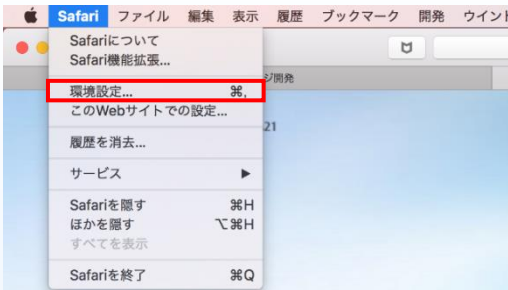 Safari ファイル 編集 表示 履歴 ブックマーク 開発 ウイン
Safariについて
Safari機能拡張...
ジ開発
環境設定... ⌘,
このWebサイトでの設定...
21
履歴を消去...
サービス ▶
Safariを隠す ⌘H
ほかを隠す ⌥⌘H
すべてを表示
Safariを終了 ⌘Q